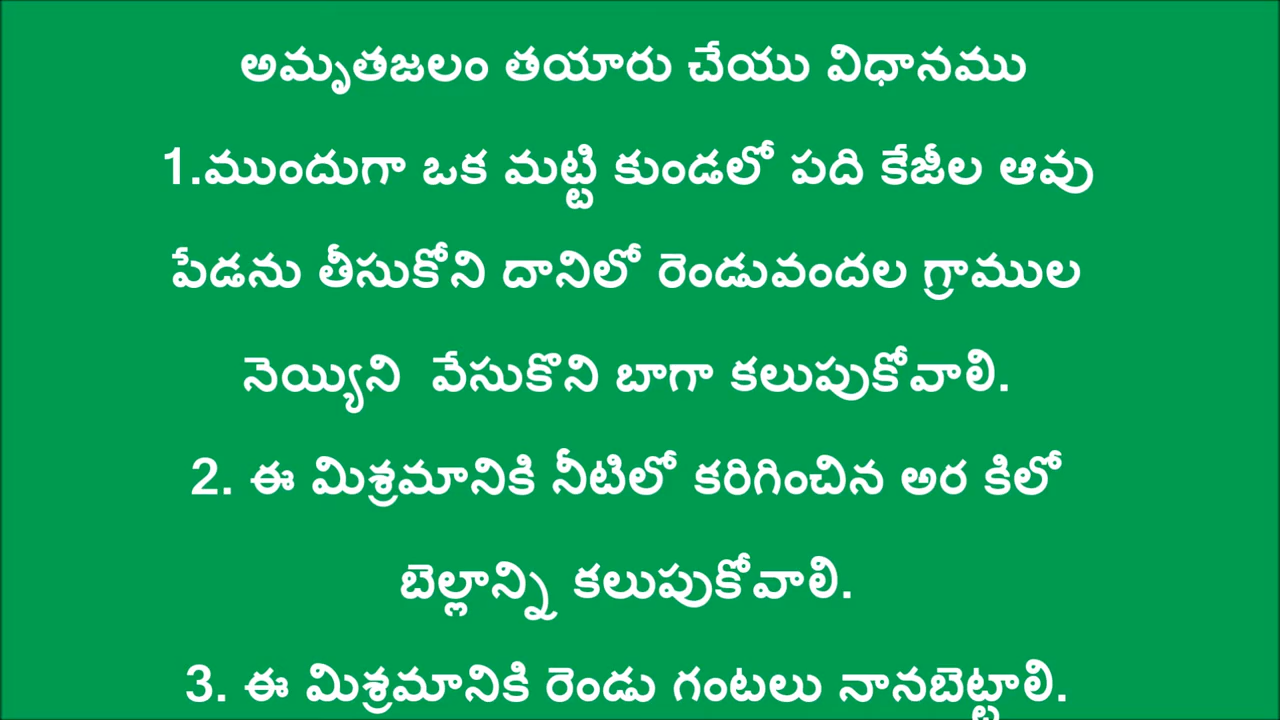 అమృతజలం తయారు చేయు విధానము
1.ముందుగా ఒక మట్టి కుండలో పది కేజీల ఆవు
పేడను తీసుకోని దానిలో రెండువందల గ్రాముల
నెయ్యిని వేసుకొని బాగా కలుపుకోవాలి.
2. ఈ మిశ్రమానికి నీటిలో కరిగించిన అర కిలో
బెల్లాన్ని కలుపుకోవాలి.
3. ఈ మిశ్రమానికి రెండు గంటలు నానబెట్టాలి.